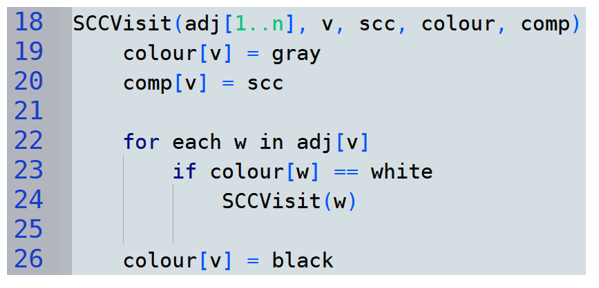 18 SCCVisit(adj[1..n], v, scc, colour, comp)
19     colour[v] = gray
20     comp[v] = scc
21
22     for each w in adj[v]
23         if colour[w] == white
24             SCCVisit(w)
25
26     colour[v] = black